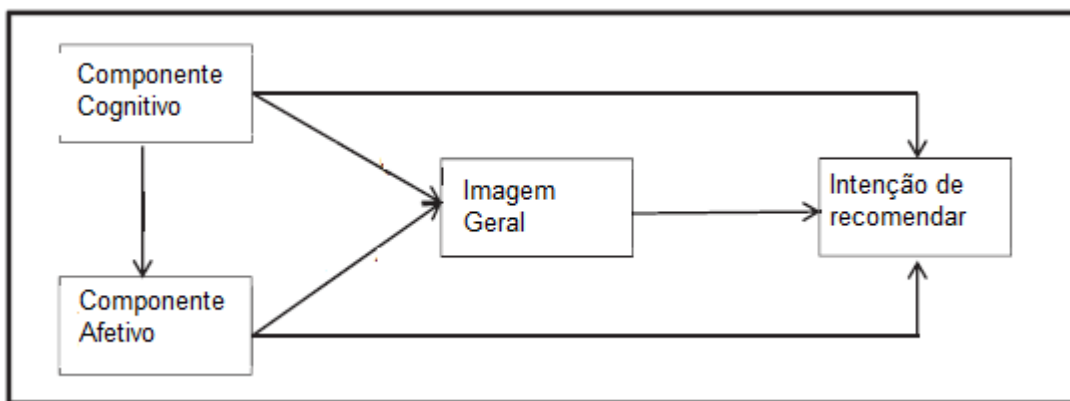 Componente
Cognitivo
Imagem
Geral
Intenção de
recomendar
Componente
Afetivo